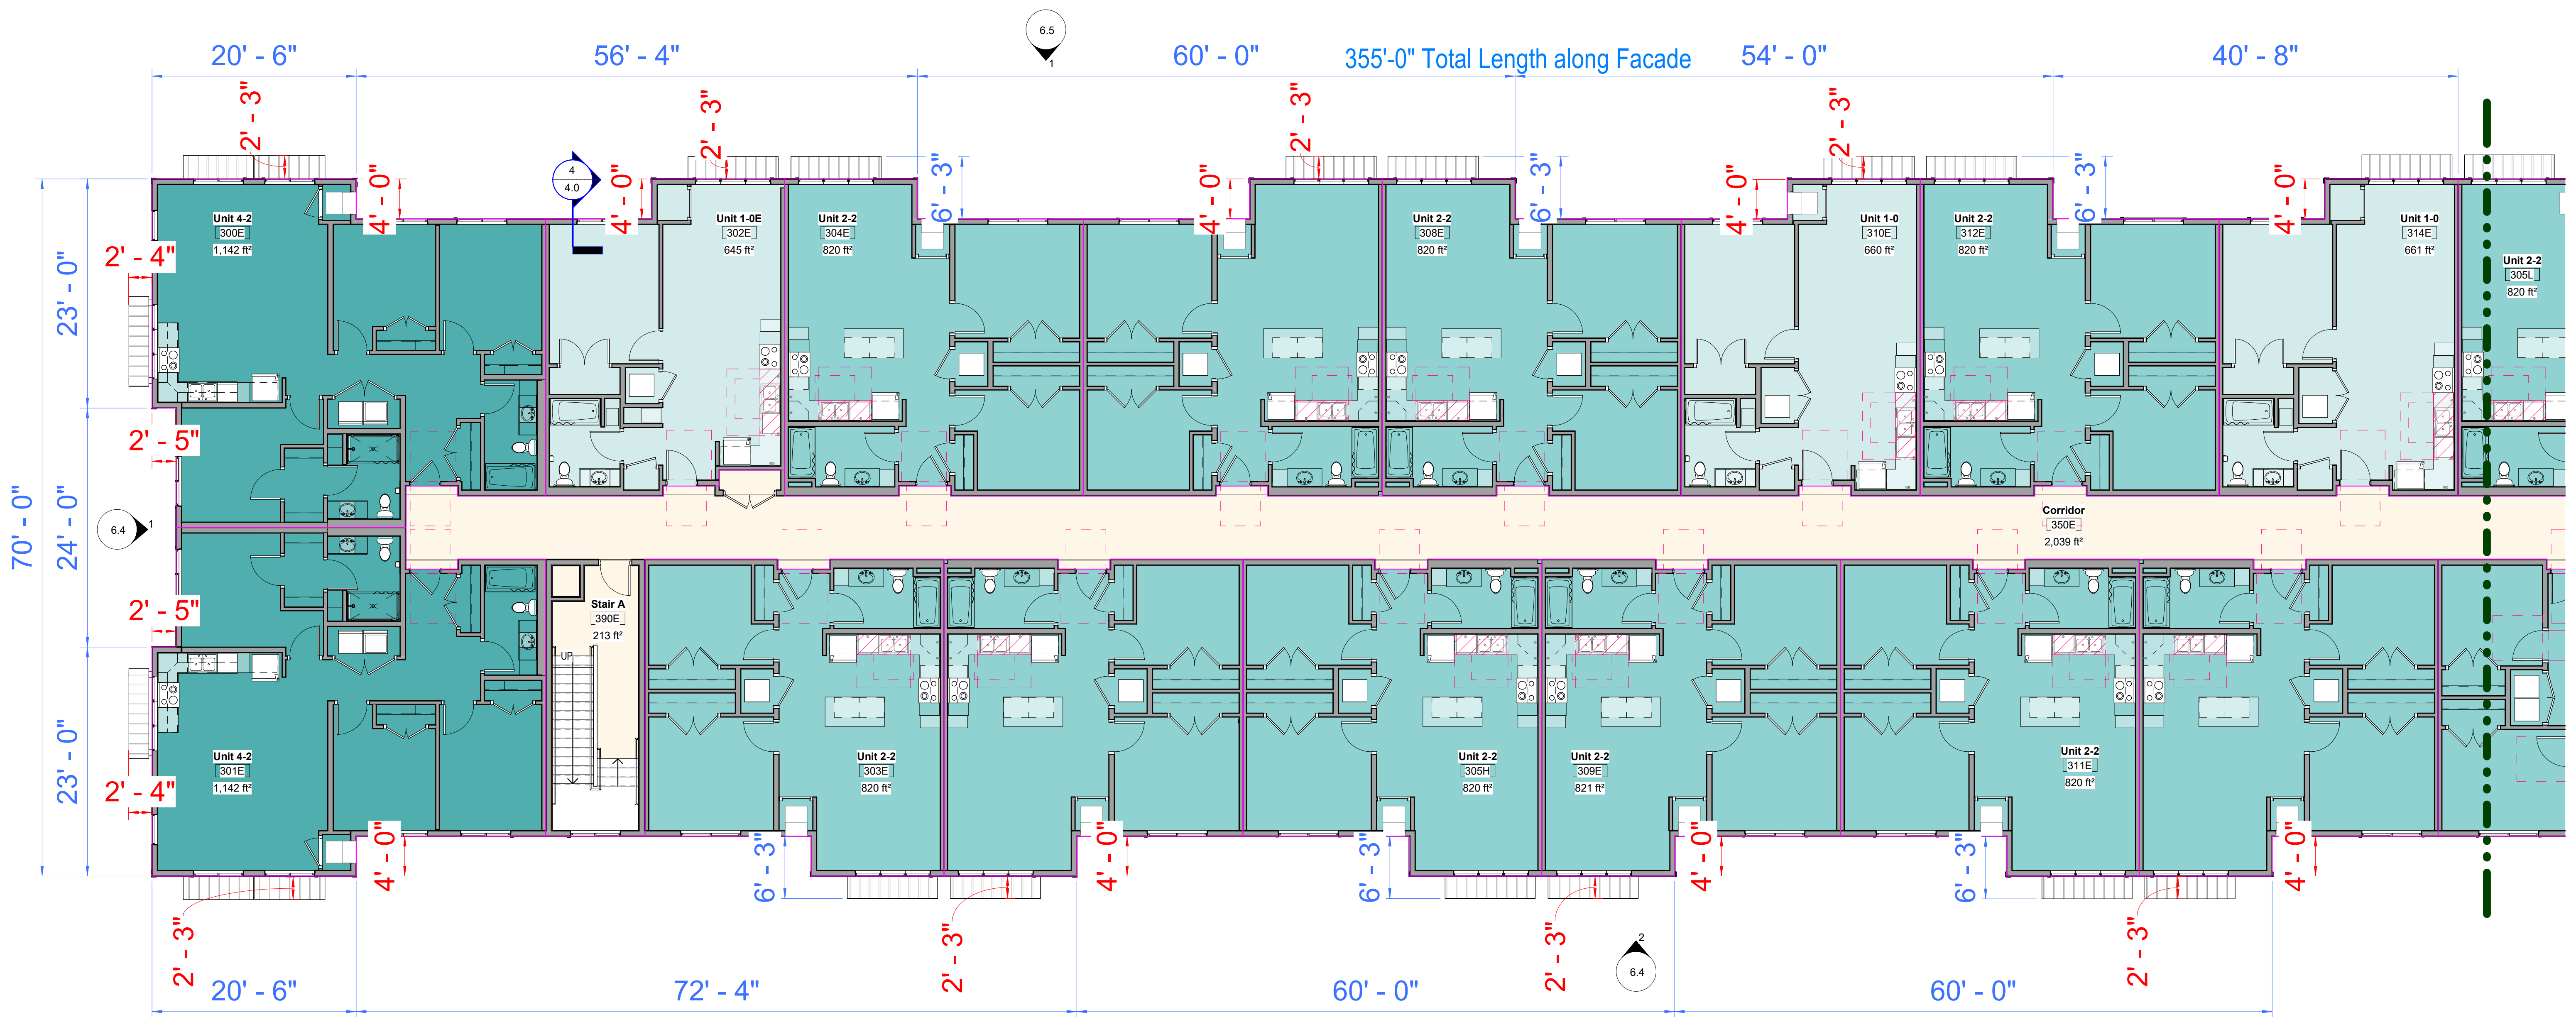 6.5
1
20' - 6"
56' - 4"
60' - 0"
355'-0" Total Length along Facade
54' - 0"
40' - 8"
2' - 3"
2' - 3"
2' - 3"
2' - 3"
4' - 0"
4
4.0
4' - 0"
6' - 3"
4' - 0"
6' - 3"
4' - 0"
6' - 3"
4' - 0"
Unit 4-2
300E
1,142 ft²
Unit 1-0E
302E
645 ft²
Unit 2-2
304E
820 ft²
Unit 2-2
308E
820 ft²
Unit 1-0
310E
660 ft²
Unit 2-2
312E
820 ft²
Unit 1-0
314E
661 ft²
Unit 2-2
305L
820 ft²
2' - 4"
23' - 0"
2' - 5"
70' - 0"
24' - 0"
6.4
1
Corridor
350E
2,039 ft²
2' - 5"
Stair A
390E
213 ft²
UP
23' - 0"
2' - 4"
Unit 4-2
301E
1,142 ft²
Unit 2-2
303E
820 ft²
Unit 2-2
305H
820 ft²
Unit 2-2
309E
821 ft²
Unit 2-2
311E
820 ft²
4' - 0"
6' - 3"
4' - 0"
6' - 3"
4' - 0"
6' - 3"
4' - 0"
2' - 3"
2' - 3"
2' - 3"
2' - 3"
2
6.4
20' - 6"
72' - 4"
60' - 0"
60' - 0"